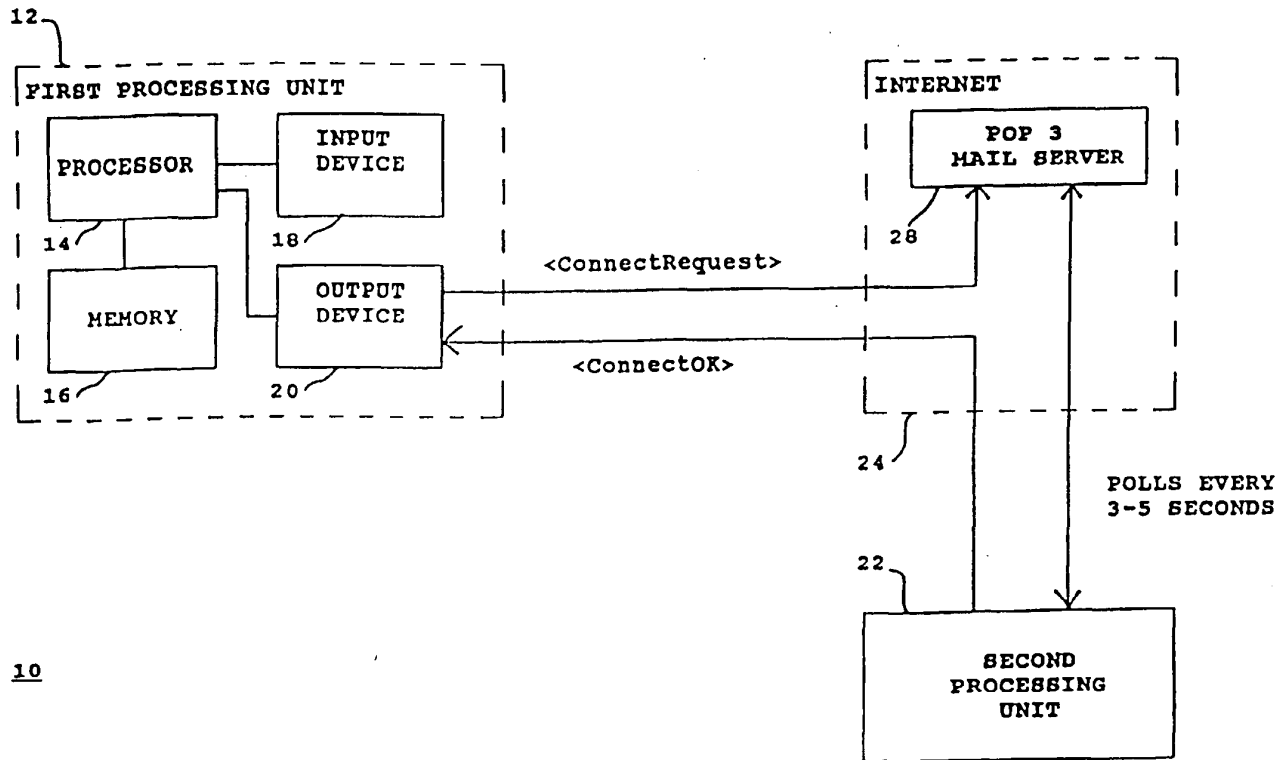 12
FIRST PROCESSING UNIT
PROCESSOR
14
INPUT
DEVICE
18
MEMORY
16
OUTPUT
DEVICE
20
<ConnectRequest>
<ConnectOK>
INTERNET
POP 3
MAIL SERVER
28
24
POLLS EVERY
3-5 SECONDS
22
SECOND
PROCESSING
UNIT
10